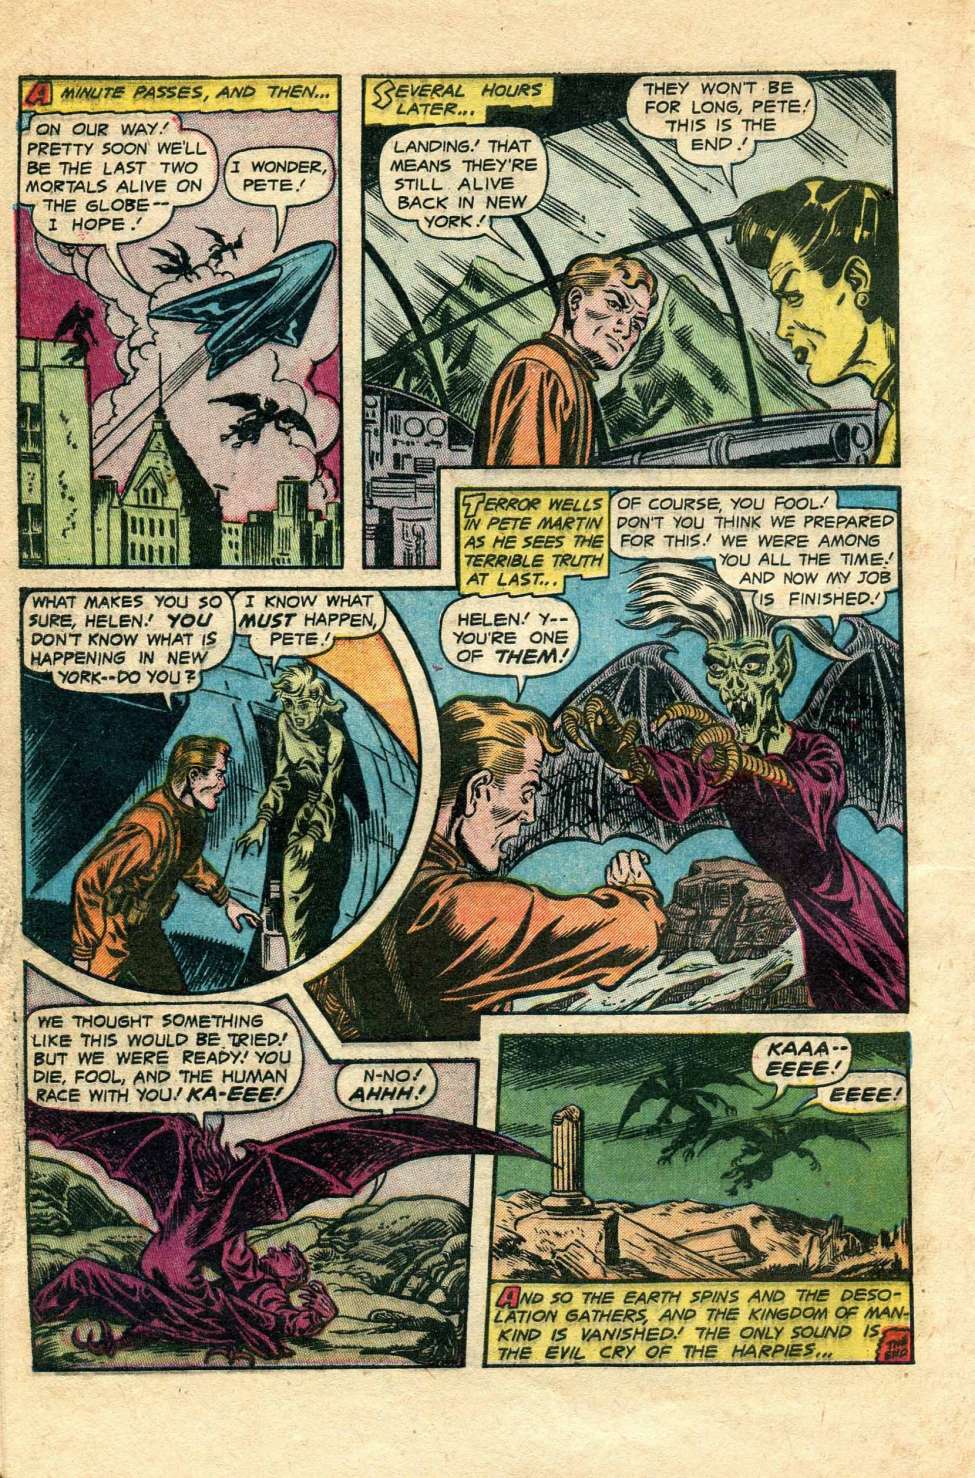 A MINUTE PASSES, AND THEN...
ON OUR WAY!
PRETTY SOON WE'LL
BE THE LAST TWO
MORTALS ALIVE ON
THE GLOBE--
I HOPE!
I WONDER,
PETE!
SEVERAL HOURS
LATER...
LANDING! THAT
MEANS THEY'RE
STILL ALIVE
BACK IN NEW
YORK!
THEY WON'T BE
FOR LONG, PETE!
THIS IS THE
END!
WHAT MAKES YOU SO
SURE, HELEN! YOU
DON'T KNOW WHAT IS
HAPPENING IN NEW
YORK--DO YOU?
I KNOW WHAT
MUST HAPPEN,
PETE!
TERROR WELLS
IN PETE MARTIN
AS HE SEES THE
TERRIBLE TRUTH
AT LAST...
HELEN! Y--
YOU'RE ONE
OF THEM!
OF COURSE, YOU FOOL!
DON'T YOU THINK WE PREPARED
FOR THIS! WE WERE AMONG
YOU ALL THE TIME!
AND NOW MY JOB
IS FINISHED!
WE THOUGHT SOMETHING
LIKE THIS WOULD BE TRIED!
BUT WE WERE READY! YOU
DIE, FOOL, AND THE HUMAN
RACE WITH YOU! KA-EEE!
N-NO!
AHHH!
KAAA--
EEEE!
EEEE!
AND SO THE EARTH SPINS AND THE DESO-
LATION GATHERS, AND THE KINGDOM OF MAN-
KIND IS VANISHED! THE ONLY SOUND IS
THE EVIL CRY OF THE HARPIES...
THE
END